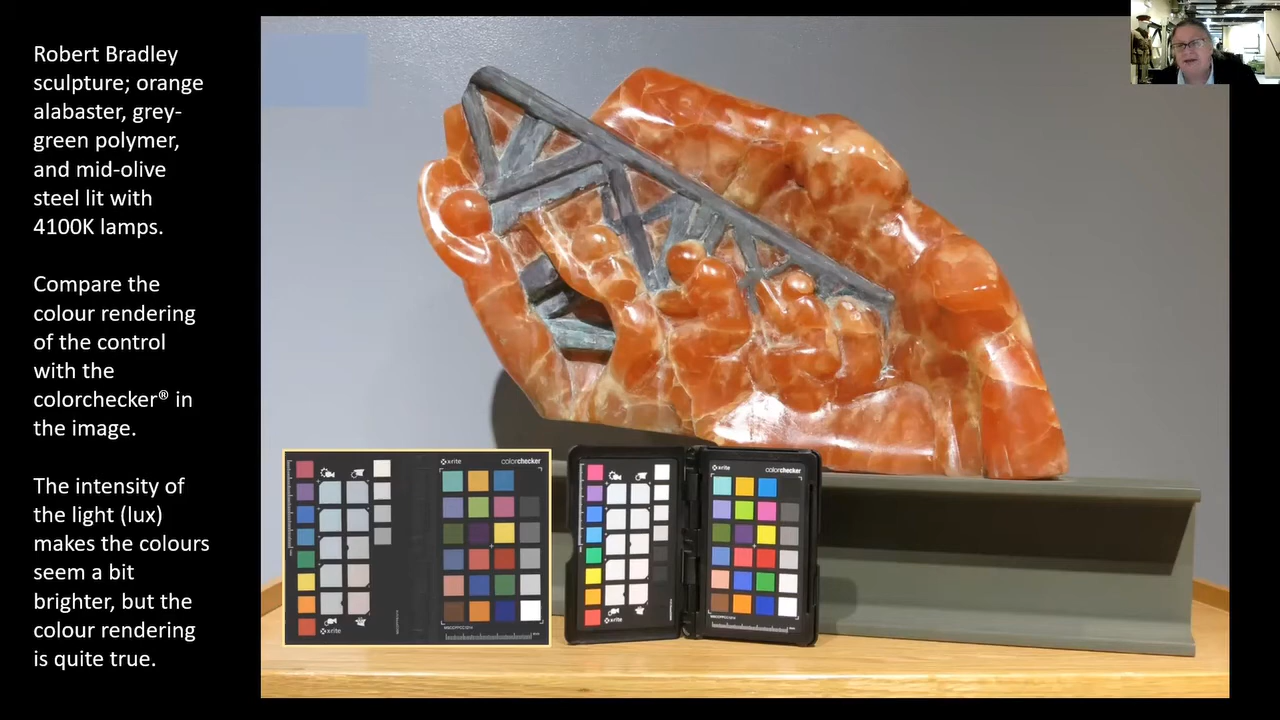 Robert Bradley
sculpture; orange
alabaster, grey-
green polymer,
and mid-olive
steel lit with
4100K lamps.
Compare the
colour rendering
of the control
with the
colorchecker® in
the image.
The intensity of
the light (lux)
makes the colours
seem a bit
brighter, but the
colour rendering
is quite true.
x-rite colorchecker
x-rite
x-rite colorchecker
x-rite